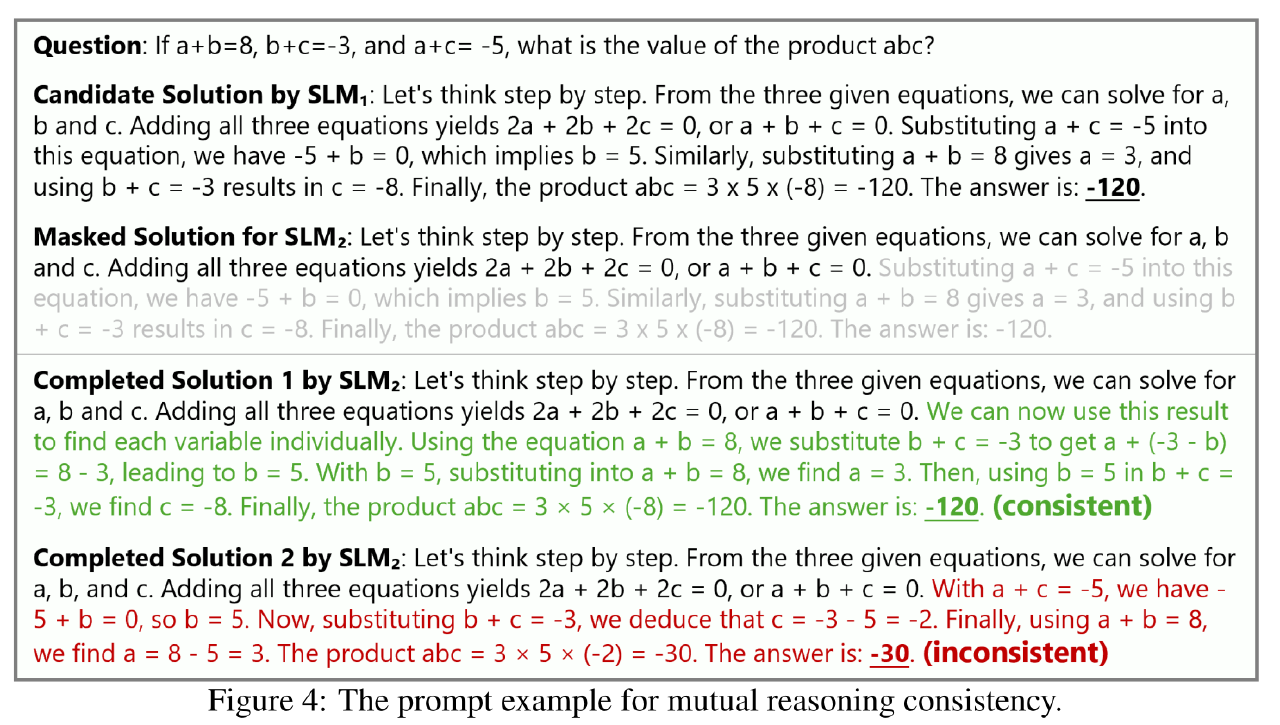 Question: If a+b=8, b+c=-3, and a+c= -5, what is the value of the product abc?
Candidate Solution by SLM₁: Let's think step by step. From the three given equations, we can solve for a,
b and c. Adding all three equations yields 2a + 2b + 2c = 0, or a + b + c = 0. Substituting a + c = -5 into
this equation, we have -5 + b = 0, which implies b = 5. Similarly, substituting a + b = 8 gives a = 3, and
using b + c = -3 results in c = -8. Finally, the product abc = 3 x 5 x (-8) = -120. The answer is: -120.
Masked Solution for SLM₂: Let's think step by step. From the three given equations, we can solve for a, b
and c. Adding all three equations yields 2a + 2b + 2c = 0, or a + b + c = 0. Substituting a + c = -5 into this
equation, we have -5 + b = 0, which implies b = 5. Similarly, substituting a + b = 8 gives a = 3, and using b
+ c = -3 results in c = -8. Finally, the product abc = 3 x 5 x (-8) = -120. The answer is: -120.
Completed Solution 1 by SLM₂: Let's think step by step. From the three given equations, we can solve for
a, b and c. Adding all three equations yields 2a + 2b + 2c = 0, or a + b + c = 0. We can now use this result
to find each variable individually. Using the equation a + b = 8, we substitute b + c = -3 to get a + (-3 - b)
= 8 - 3, leading to b = 5. With b = 5, substituting into a + b = 8, we find a = 3. Then, using b = 5 in b + c =
-3, we find c = -8. Finally, the product abc = 3 × 5 × (-8) = -120. The answer is: -120. (consistent)
Completed Solution 2 by SLM₂: Let's think step by step. From the three given equations, we can solve for
a, b, and c. Adding all three equations yields 2a + 2b + 2c = 0, or a + b + c = 0. With a + c = -5, we have -
5 + b = 0, so b = 5. Now, substituting b + c = -3, we deduce that c = -3 - 5 = -2. Finally, using a + b = 8,
we find a = 8 - 5 = 3. The product abc = 3 × 5 × (-2) = -30. The answer is: -30. (inconsistent)
Figure 4: The prompt example for mutual reasoning consistency.